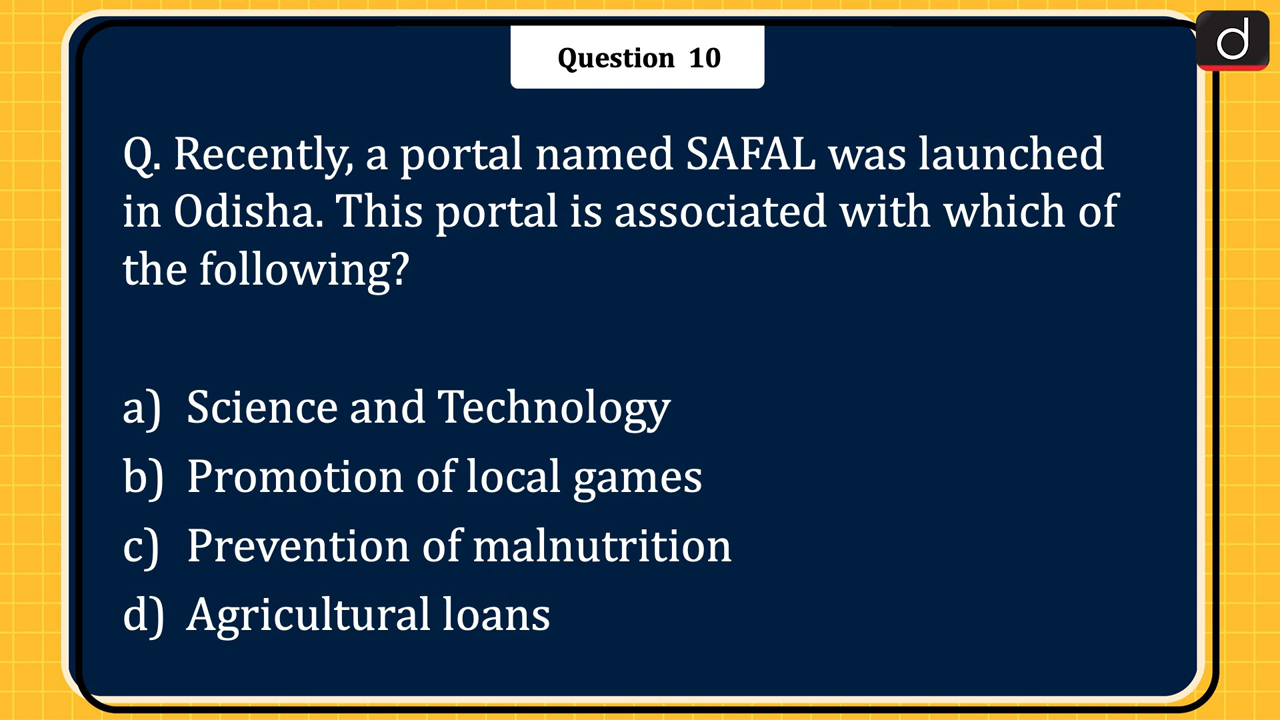 Question 10
d
Q. Recently, a portal named SAFAL was launched
in Odisha. This portal is associated with which of
the following?
a) Science and Technology
b) Promotion of local games
c) Prevention of malnutrition
d) Agricultural loans